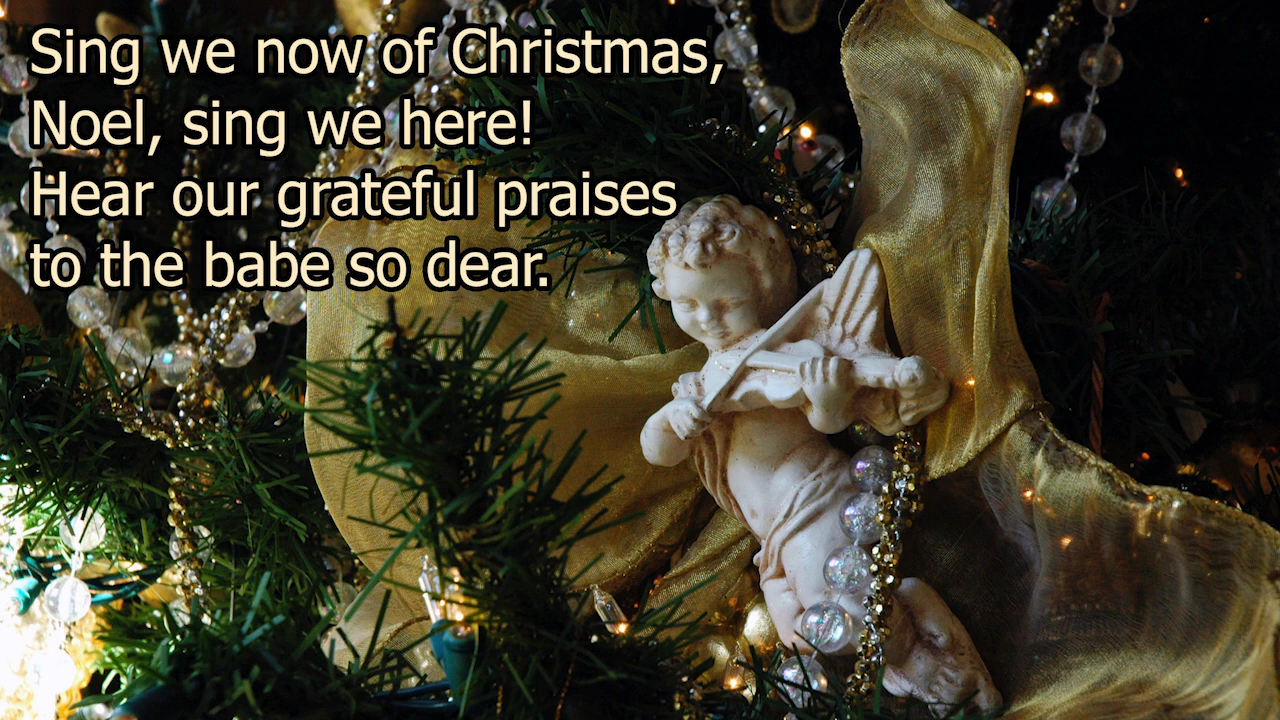 Sing we now of Christmas,
Noel, sing we here!
Hear our grateful praises
to the babe so dear.